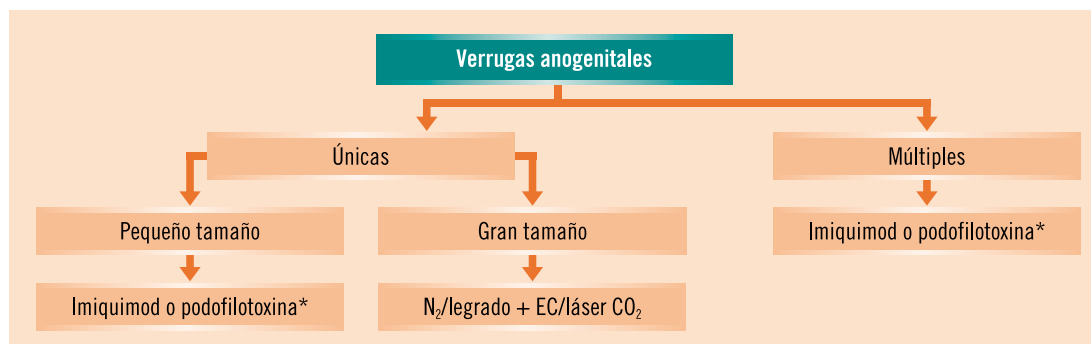 Verrugas anogenitales
Únicas
Múltiples
Pequeño tamaño
Gran tamaño
Imiquimod o podofilotoxina*
Imiquimod o podofilotoxina*
N₂/legrado + EC/láser CO₂